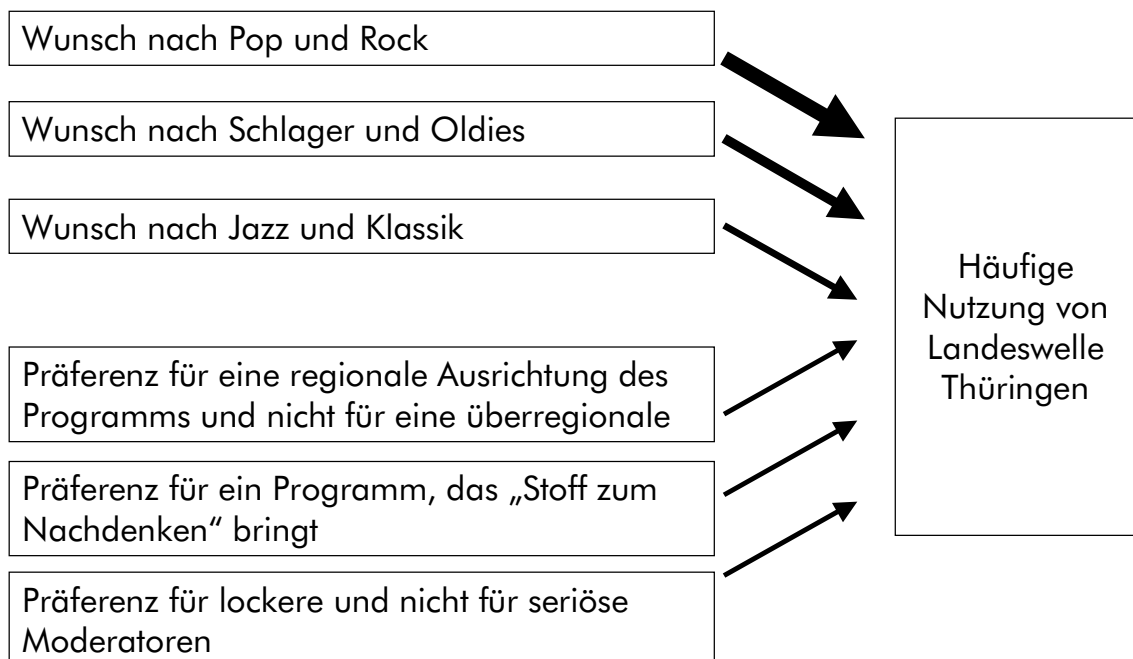 Wunsch nach Pop und Rock
Wunsch nach Schlager und Oldies
Wunsch nach Jazz und Klassik
Präferenz für eine regionale Ausrichtung des
Programms und nicht für eine überregionale
Präferenz für ein Programm, das „Stoff zum
Nachdenken“ bringt
Präferenz für lockere und nicht für seriöse
Moderatoren
Häufige
Nutzung von
Landeswelle
Thüringen